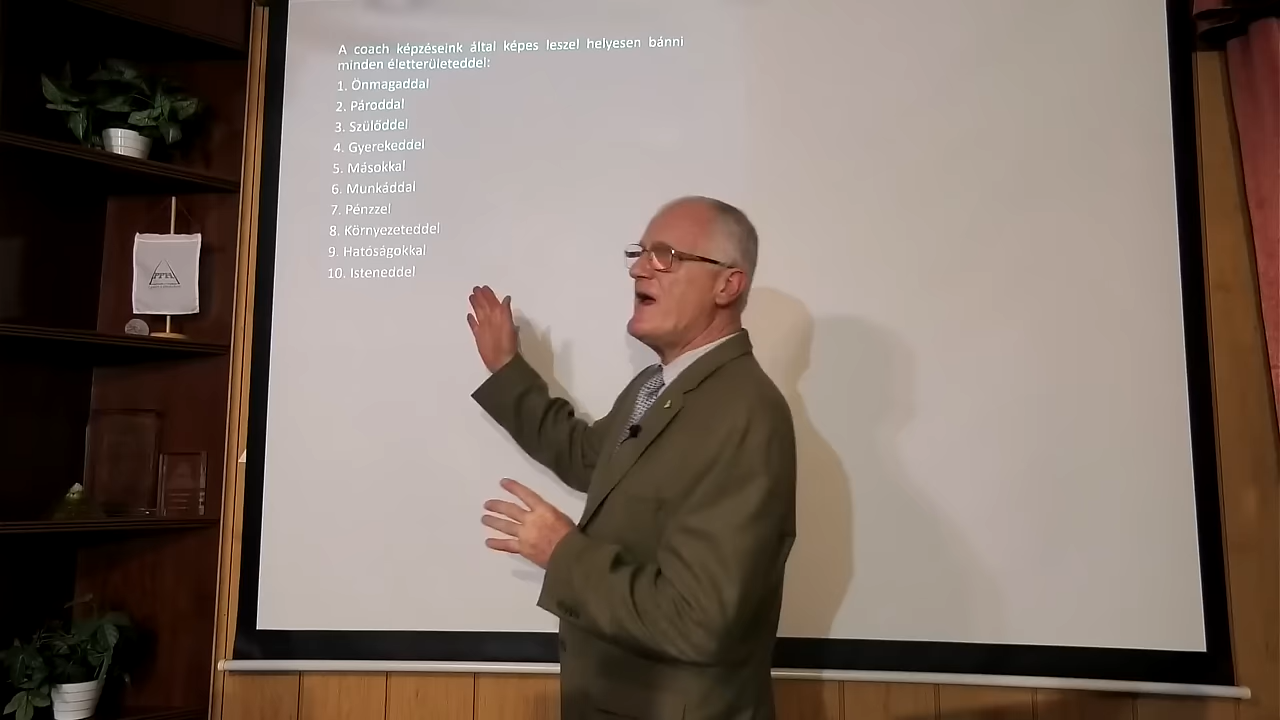 A coach képzéseink által képes leszel helyesen bánni
minden életterületeddel:
1. Önmagaddal
2. Pároddal
3. Szülőddel
4. Gyerekeddel
5. Másokkal
6. Munkáddal
7. Pénzzel
8. Környezeteddel
9. Hatóságokkal
10. Isteneddel